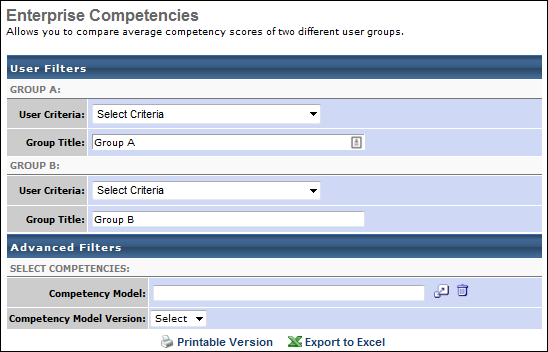 Enterprise Competencies
Allows you to compare average competency scores of two different user groups.
User Filters
GROUP A:
User Criteria: Select Criteria
Group Title: Group A
GROUP B:
User Criteria: Select Criteria
Group Title: Group B
Advanced Filters
SELECT COMPETENCIES:
Competency Model:
Competency Model Version: Select
Printable Version Export to Excel